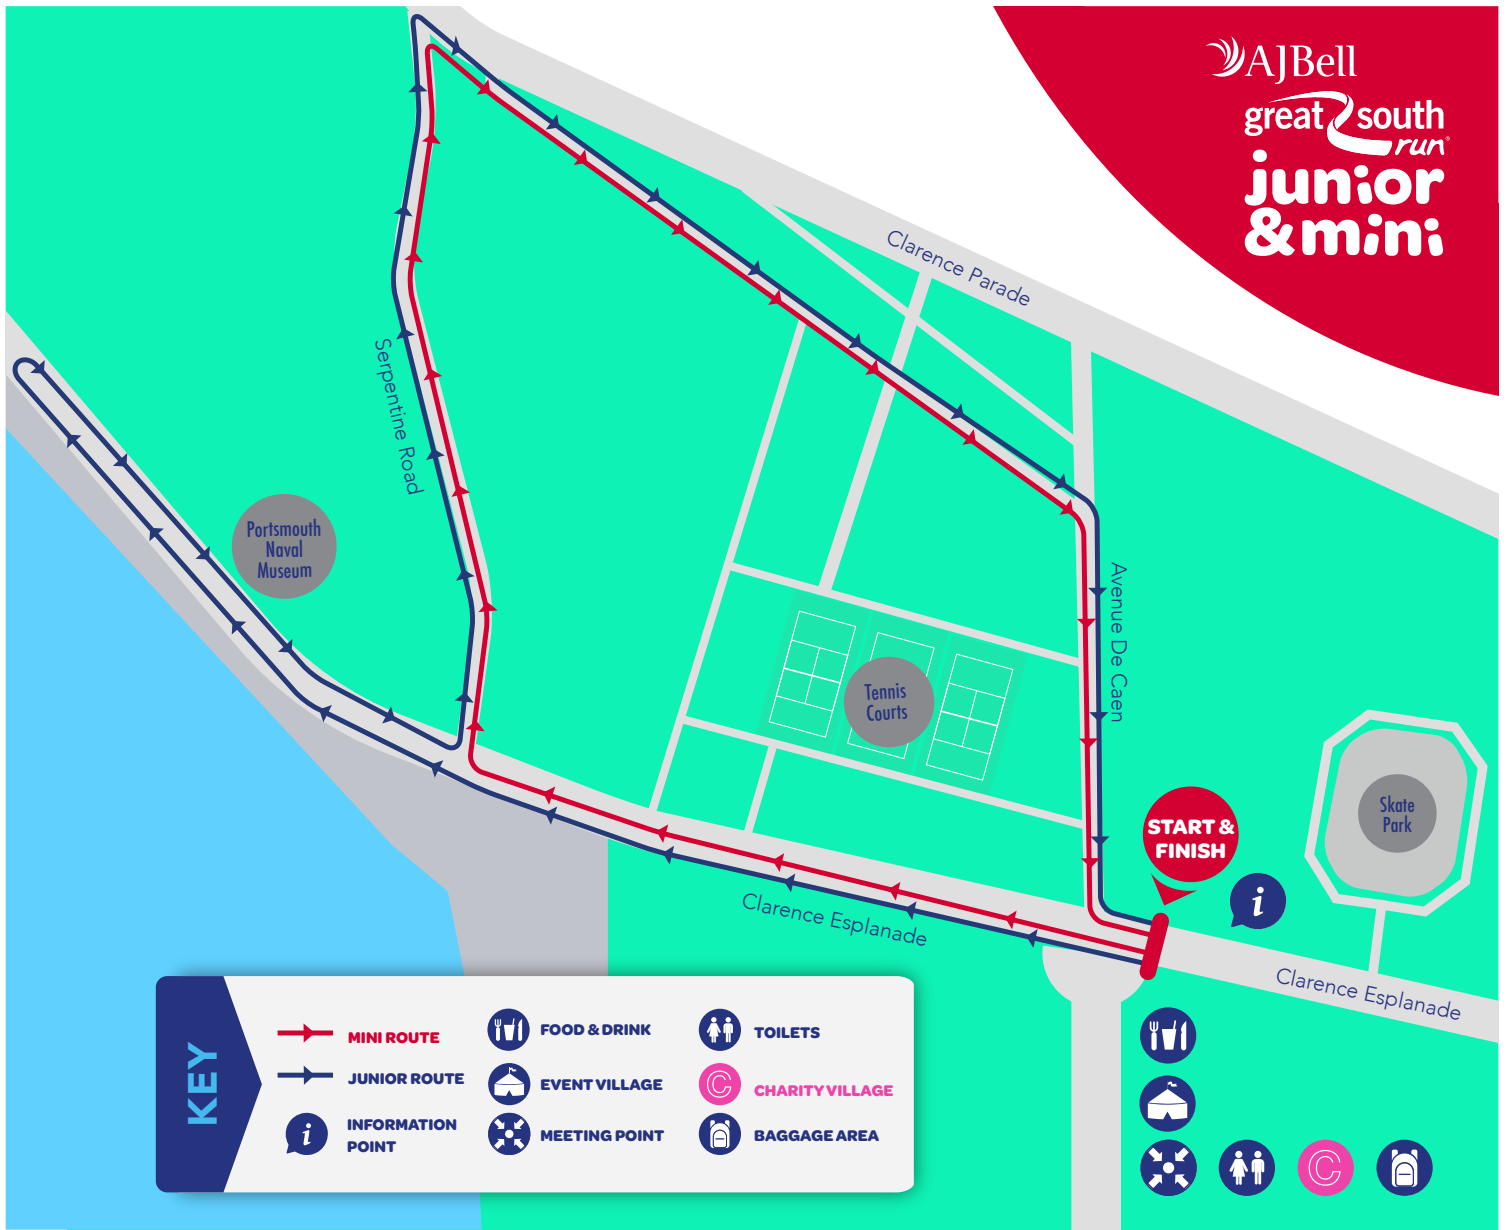 AJBell
great south
run
junior
& mini
Clarence Parade
Serpentine Road
Portsmouth
Naval
Museum
Avenue De Caen
Tennis
Courts
Skate
Park
START &
FINISH
i
Clarence Esplanade
Clarence Esplanade
KEY
MINI ROUTE
JUNIOR ROUTE
i
INFORMATION
POINT
FOOD & DRINK
EVENT VILLAGE
MEETING POINT
TOILETS
C
CHARITY VILLAGE
BAGGAGE AREA
C